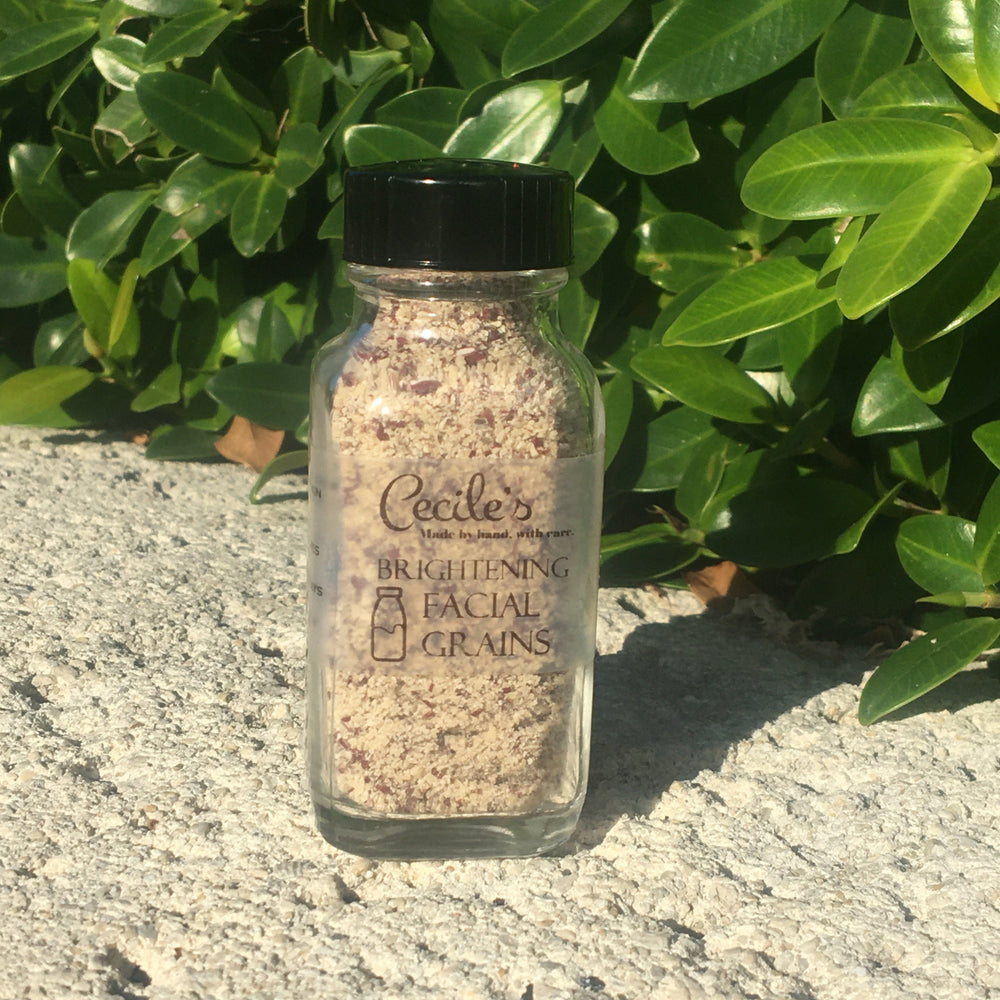 Cecile's
Made by hand, with care.
BRIGHTENING
FACIAL
GRAINS